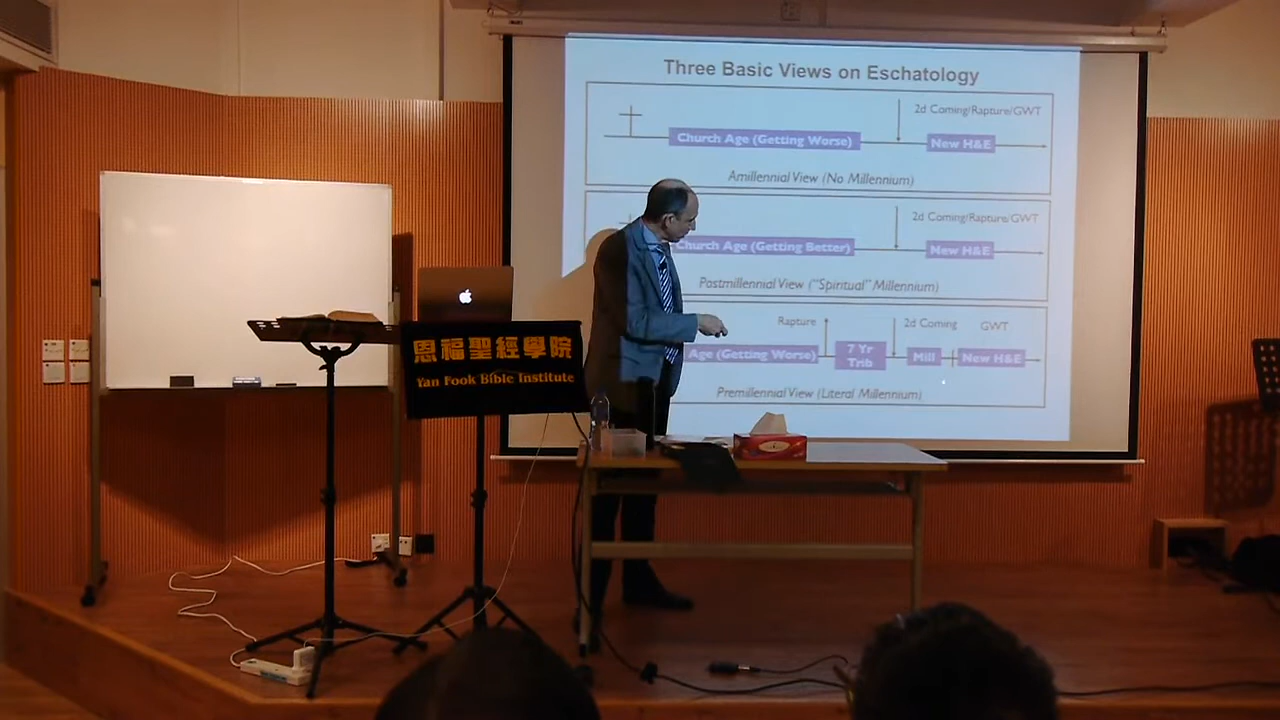 Three Basic Views on Eschatology
2d Coming/Rapture/GWT
Church Age (Getting Worse)
New H&E
Amillennial View (No Millennium)
2d Coming/Rapture/GWT
Church Age (Getting Better)
New H&E
Postmillennial View ("Spiritual" Millennium)
Rapture
2d Coming
GWT
Age (Getting Worse)
7 Yr
Trib
Mill
New H&E
Premillennial View (Literal Millennium)
恩福聖經學院
Yan Fook Bible Institute